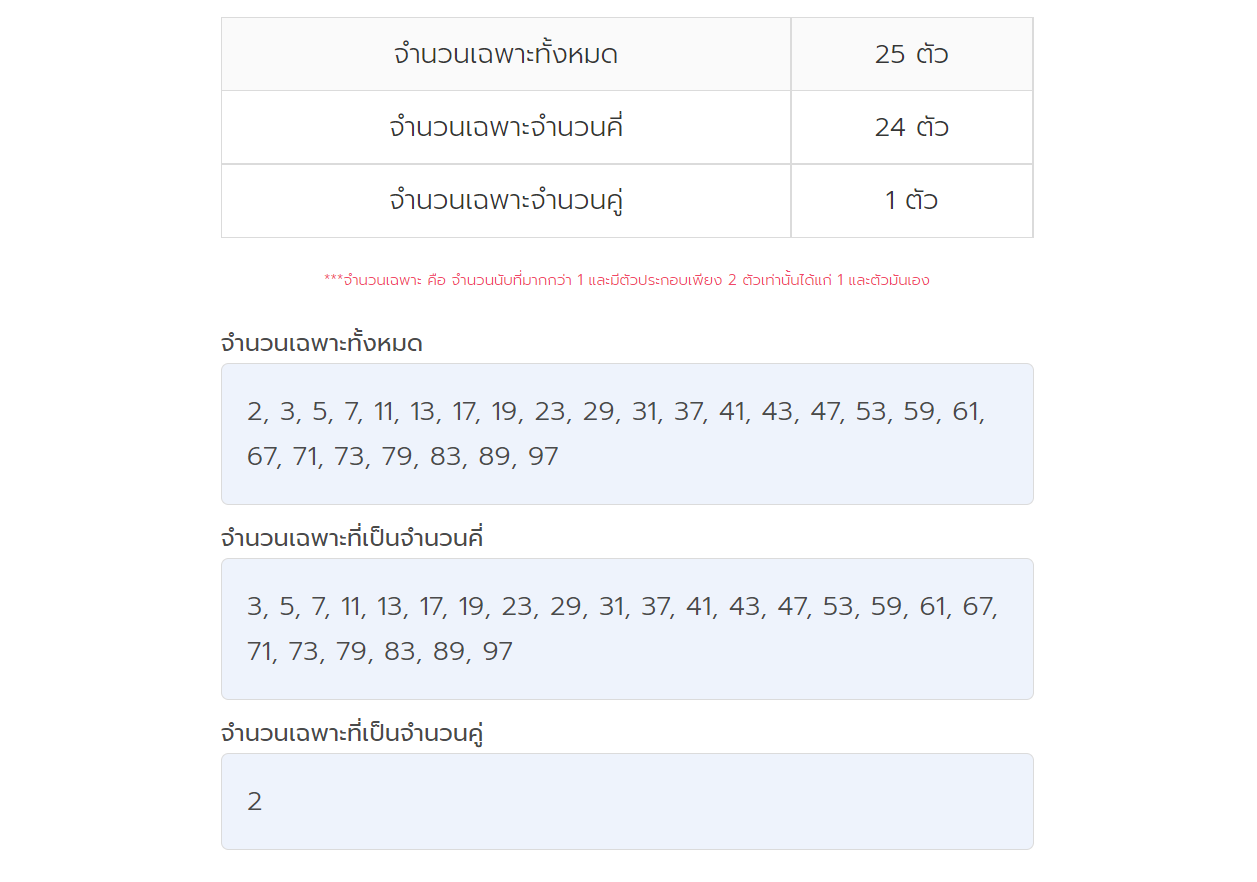 จำนวนเฉพาะทั้งหมด 25 ตัว
จำนวนเฉพาะจำนวนคี่ 24 ตัว
จำนวนเฉพาะจำนวนคู่ 1 ตัว
***จำนวนเฉพาะ คือ จำนวนนับที่มากกว่า 1 และมีตัวประกอบเพียง 2 ตัวเท่านั้นได้แก่ 1 และตัวมันเอง
จำนวนเฉพาะทั้งหมด
2, 3, 5, 7, 11, 13, 17, 19, 23, 29, 31, 37, 41, 43, 47, 53, 59, 61,
67, 71, 73, 79, 83, 89, 97
จำนวนเฉพาะที่เป็นจำนวนคี่
3, 5, 7, 11, 13, 17, 19, 23, 29, 31, 37, 41, 43, 47, 53, 59, 61, 67,
71, 73, 79, 83, 89, 97
จำนวนเฉพาะที่เป็นจำนวนคู่
2